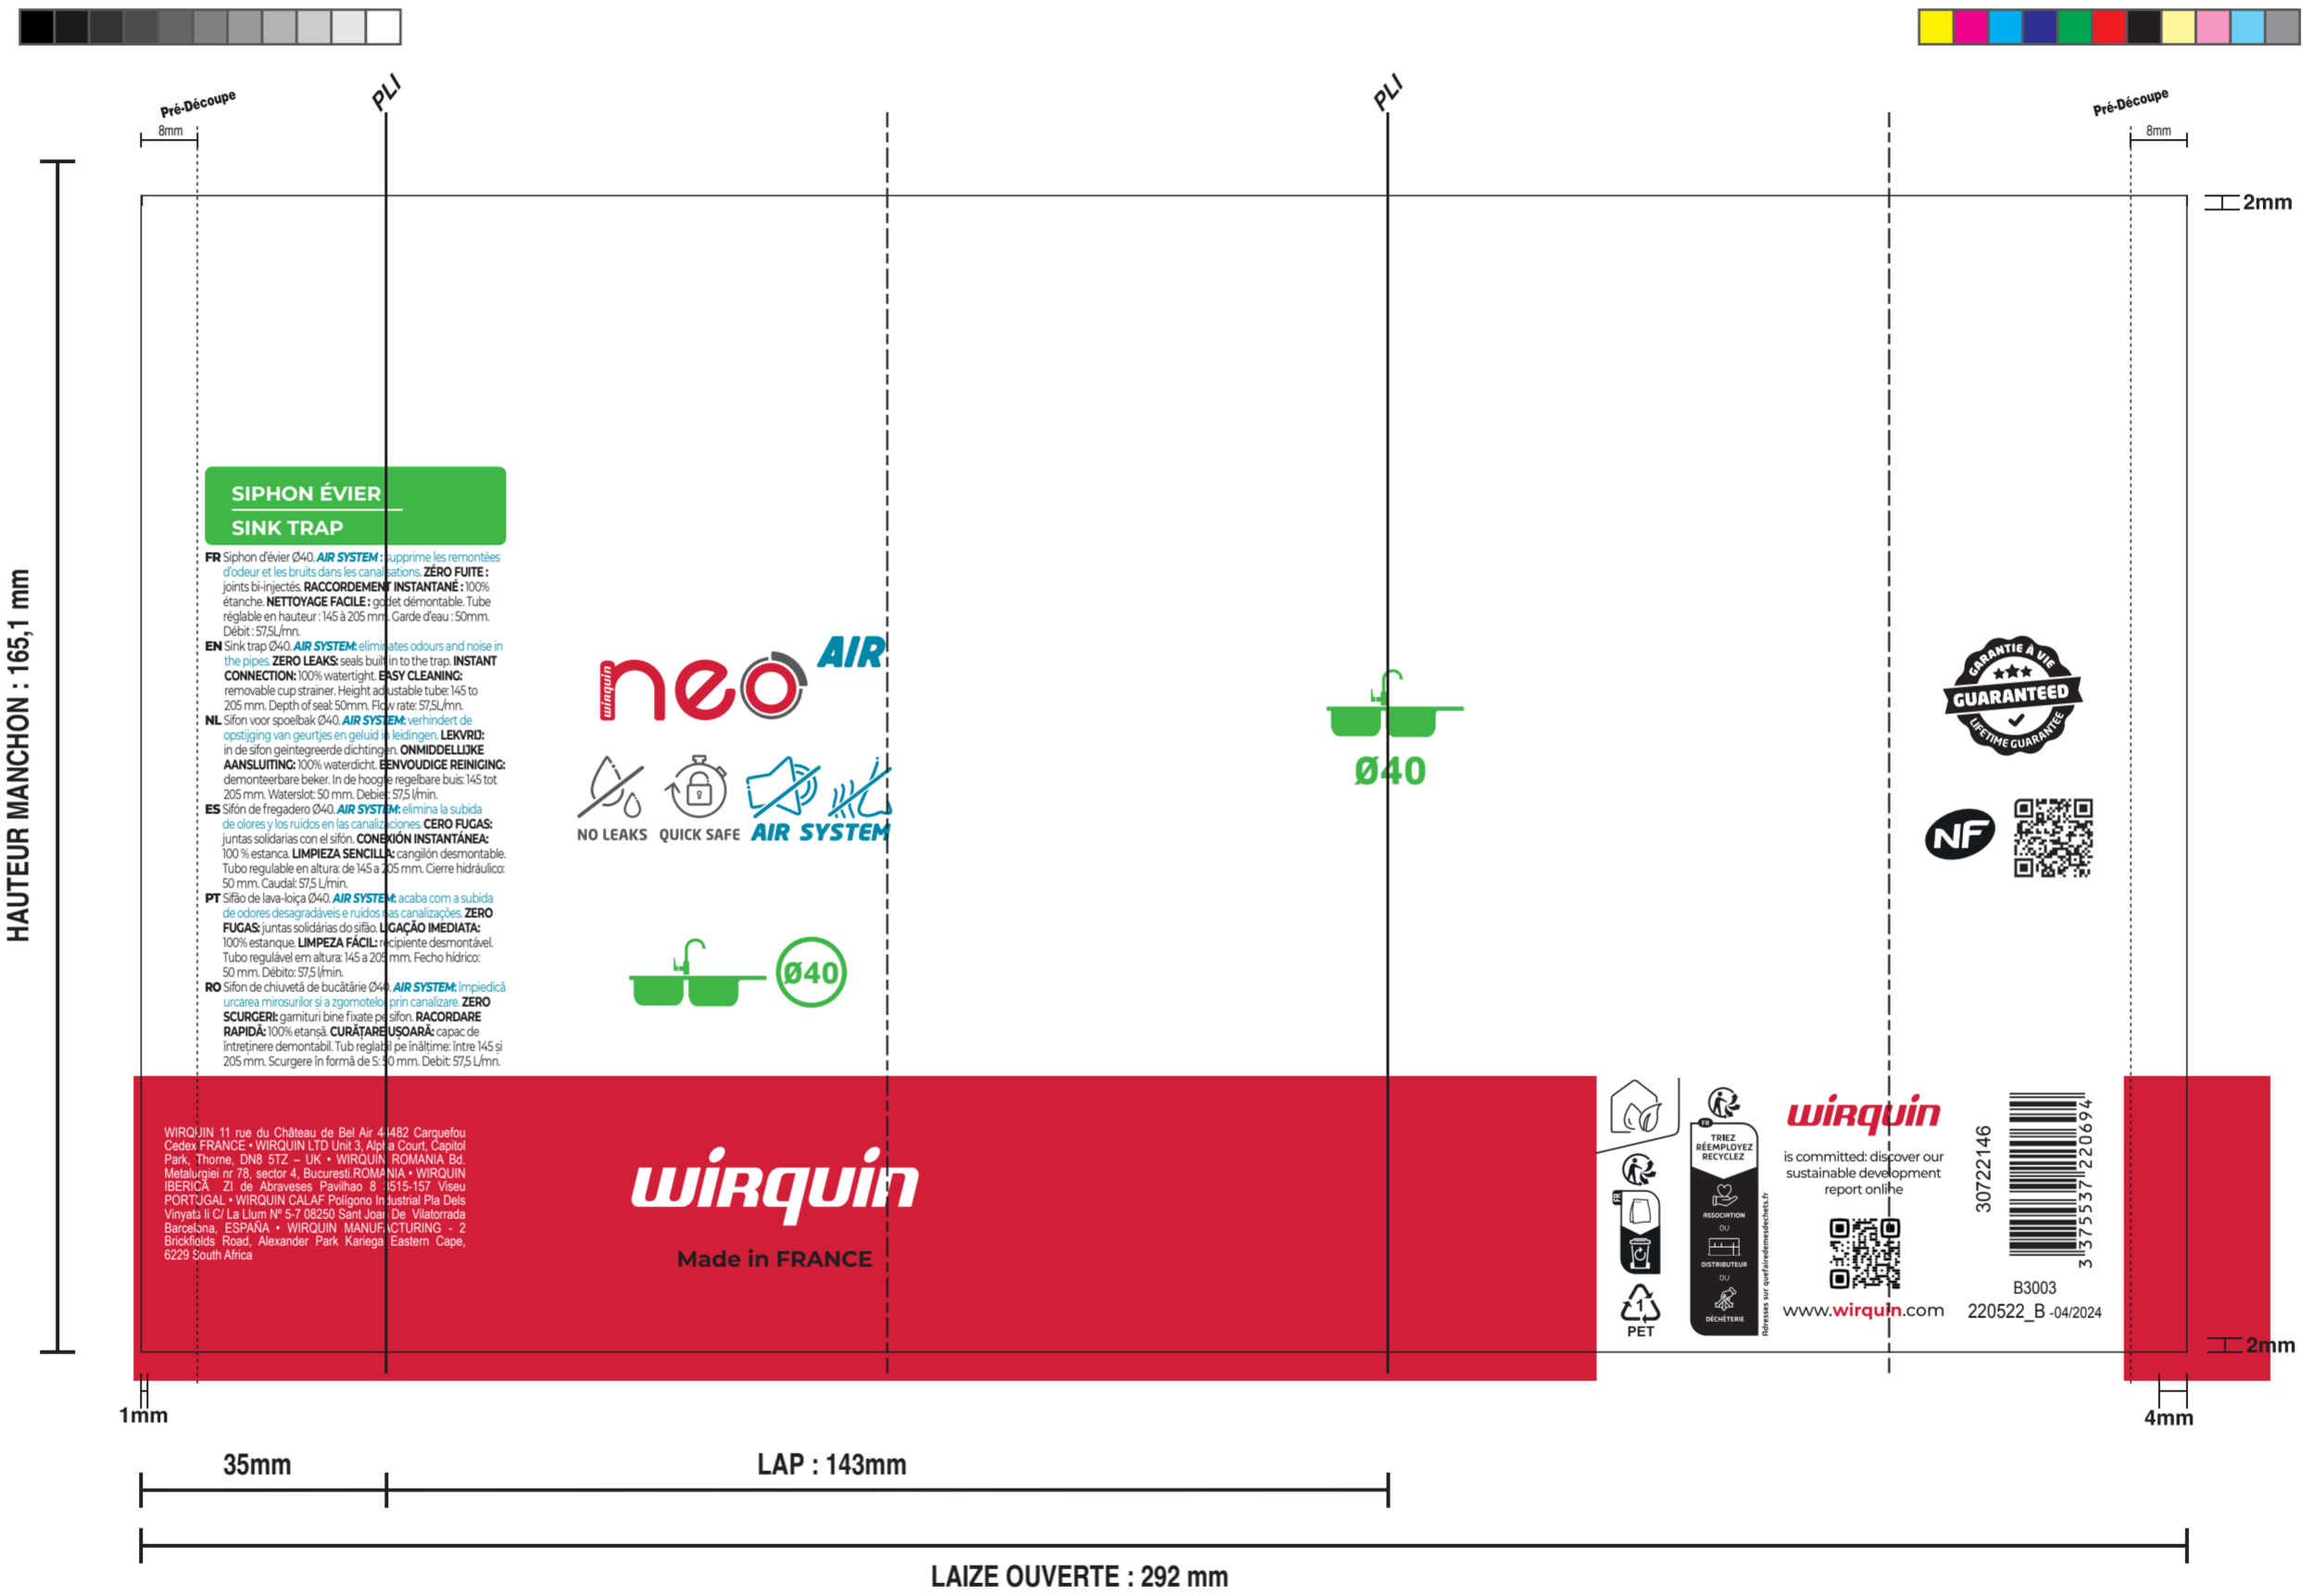 Pré-Découpe
8mm
PLI
PLI
Pré-Découpe
8mm
2mm
HAUTEUR MANCHON : 165,1 mm
SIPHON ÉVIER
SINK TRAP
FR Siphon d'évier Ø40. AIR SYSTEM : supprime les remontées
d'odeur et les bruits dans les canalisations. ZÉRO FUITE :
joints bi-injectés. RACCORDEMENT INSTANTANÉ : 100%
étanche. NETTOYAGE FACILE : godet démontable. Tube
réglable en hauteur : 145 à 205 mm. Garde d'eau : 50mm.
Débit : 57,5L/mn.
EN Sink trap Ø40. AIR SYSTEM: eliminates odours and noise in
the pipes. ZERO LEAKS: seals built in to the trap. INSTANT
CONNECTION: 100% watertight. EASY CLEANING:
removable cup strainer. Height adjustable tube: 145 to
205 mm. Depth of seal: 50mm. Flow rate: 57,5L/mn.
NL Sifon voor spoelbak Ø40. AIR SYSTEM: verhindert de
opstijging van geurtjes en geluid in leidingen. LEKVRIJ:
in de sifon geïntegreerde dichtingen. ONMIDDELLIJKE
AANSLUITING: 100% waterdicht. EENVOUDIGE REINIGING:
demonteerbare beker. In de hoogte regelbare buis: 145 tot
205 mm. Waterslot: 50 mm. Debiet: 57,5 l/min.
ES Sifón de fregadero Ø40. AIR SYSTEM: elimina la subida
de olores y los ruidos en las canalizaciones. CERO FUGAS:
juntas solidarias con el sifón. CONEXIÓN INSTANTÁNEA:
100 % estanca. LIMPIEZA SENCILLA: cangilón desmontable.
Tubo regulable en altura: de 145 a 205 mm. Cierre hidráulico:
50 mm. Caudal: 57,5 L/min.
PT Sifão de lava-loiça Ø40. AIR SYSTEM: acaba com a subida
de odores desagradáveis e ruídos nas canalizações. ZERO
FUGAS: juntas solidárias do sifão. LIGAÇÃO IMEDIATA:
100% estanque. LIMPEZA FÁCIL: recipiente desmontável.
Tubo regulável em altura: 145 a 205 mm. Fecho hídrico:
50 mm. Débito: 57,5 l/min.
RO Sifon de chiuvetă de bucătărie Ø40. AIR SYSTEM: împiedică
urcarea mirosurilor si a zgomotelor prin canalizare. ZERO
SCURGERI: garnituri bine fixate pe sifon. RACORDARE
RAPIDĂ: 100% etansă. CURĂȚARE UȘOARĂ: capac de
întreținere demontabil. Tub reglabil pe înălțime: între 145 și
205 mm. Scurgere în formă de S: 50 mm. Debit: 57,5 L/mn.
WIRQUIN 11 rue du Château de Bel Air 44482 Carquefou
Cedex FRANCE • WIRQUIN LTD Unit 3, Alpha Court, Capitol
Park, Thorne, DN8 5TZ – UK • WIRQUIN ROMANIA Bd.
Metalurgiei nr 78, sector 4, Bucuresti.ROMANIA • WIRQUIN
IBERICA ZI de Abraveses Pavilhao 8 3515-157 Viseu
PORTUGAL • WIRQUIN CALAF Polígono Industrial Pla Dels
Vinyats Ii C/ La Llum Nº 5-7 08250 Sant Joan De Vilatorrada
Barcelona, ESPAÑA • WIRQUIN MANUFACTURING - 2
Brickfields Road, Alexander Park Kariega Eastern Cape,
6229 South Africa
wirquin
neo
AIR
NO LEAKS QUICK SAFE AIR SYSTEM
Ø40
Ø40
wirquin
Made in FRANCE
GARANTIE À VIE
GUARANTEED
LIFETIME GUARANTEE
NF
FR
1
PET
FR
TRIEZ
RÉEMPLOYEZ
RECYCLEZ
ASSOCIATION
OU
DISTRIBUTEUR
OU
DÉCHÈTERIE
Adresses sur quefairedemesdechets.fr
wirquin
is committed: discover our
sustainable development
report online
www.wirquin.com
30722146
3 375537 220694
B3003
220522_B -04/2024
2mm
1mm
4mm
35mm
LAP : 143mm
LAIZE OUVERTE : 292 mm